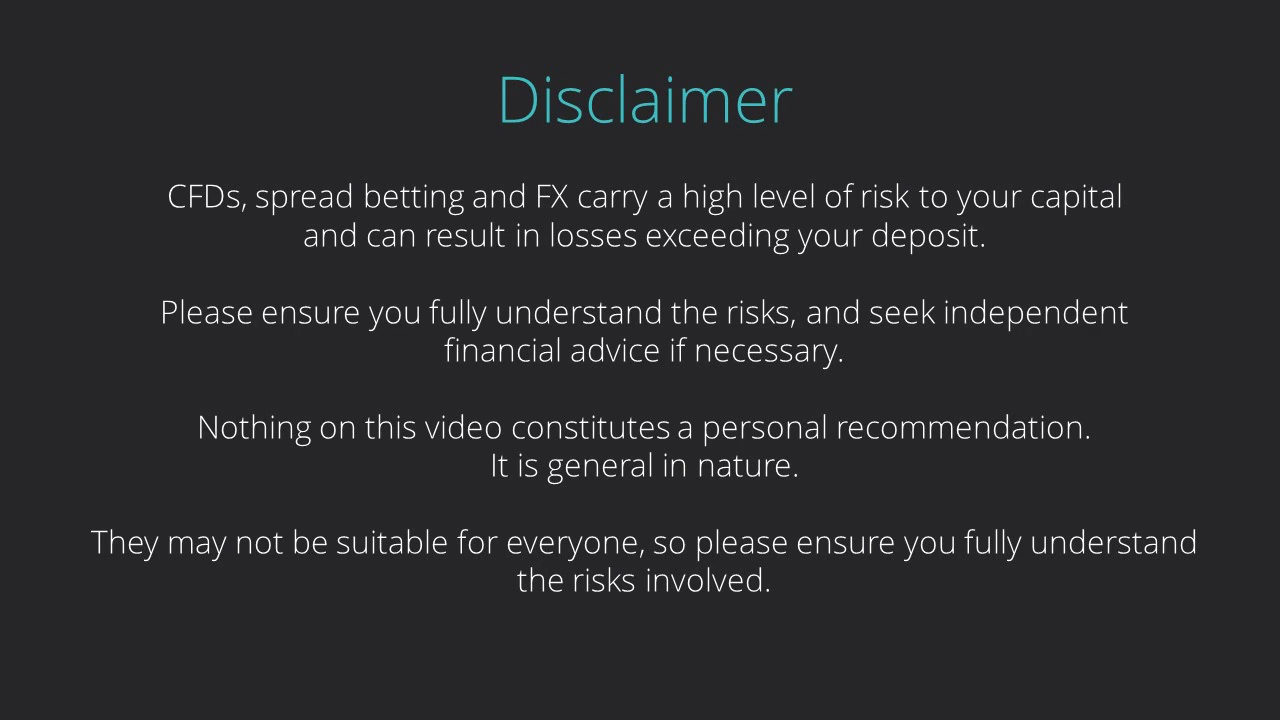 Disclaimer
CFDs, spread betting and FX carry a high level of risk to your capital
and can result in losses exceeding your deposit.
Please ensure you fully understand the risks, and seek independent
financial advice if necessary.
Nothing on this video constitutes a personal recommendation.
It is general in nature.
They may not be suitable for everyone, so please ensure you fully understand
the risks involved.